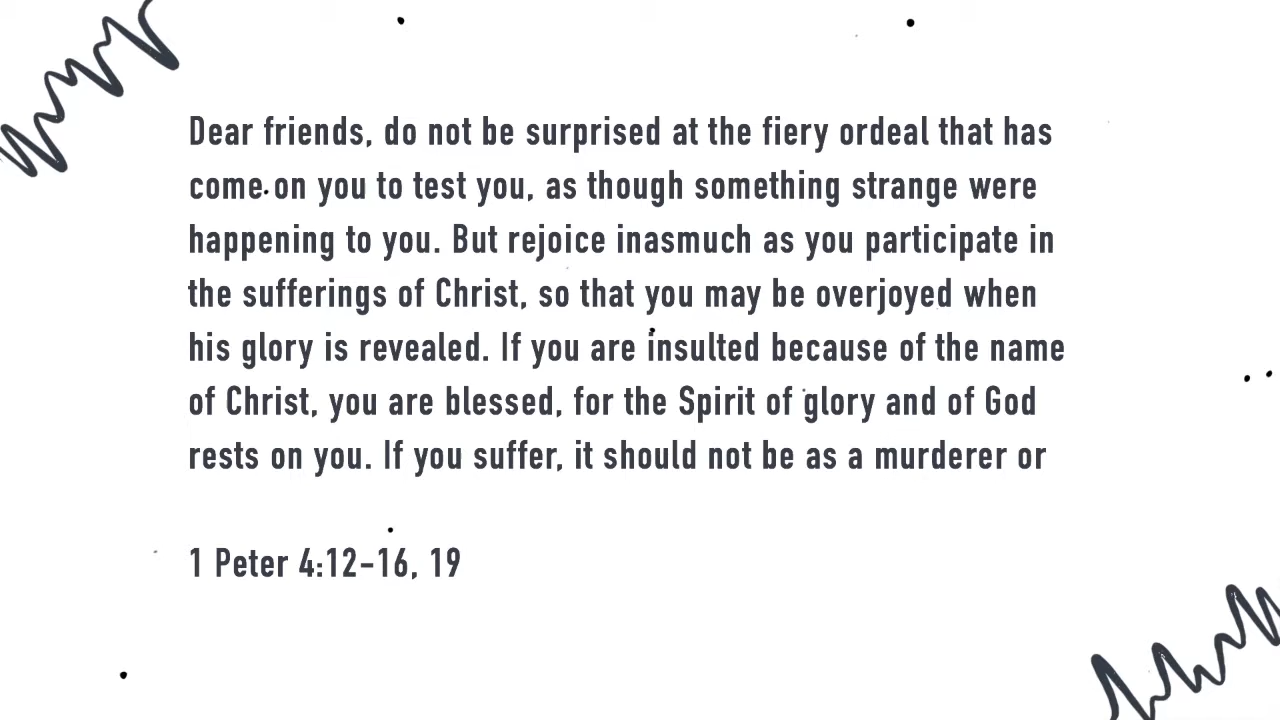 Dear friends, do not be surprised at the fiery ordeal that has
come on you to test you, as though something strange were
happening to you. But rejoice inasmuch as you participate in
the sufferings of Christ, so that you may be overjoyed when
his glory is revealed. If you are insulted because of the name
of Christ, you are blessed, for the Spirit of glory and of God
rests on you. If you suffer, it should not be as a murderer or
1 Peter 4:12-16, 19